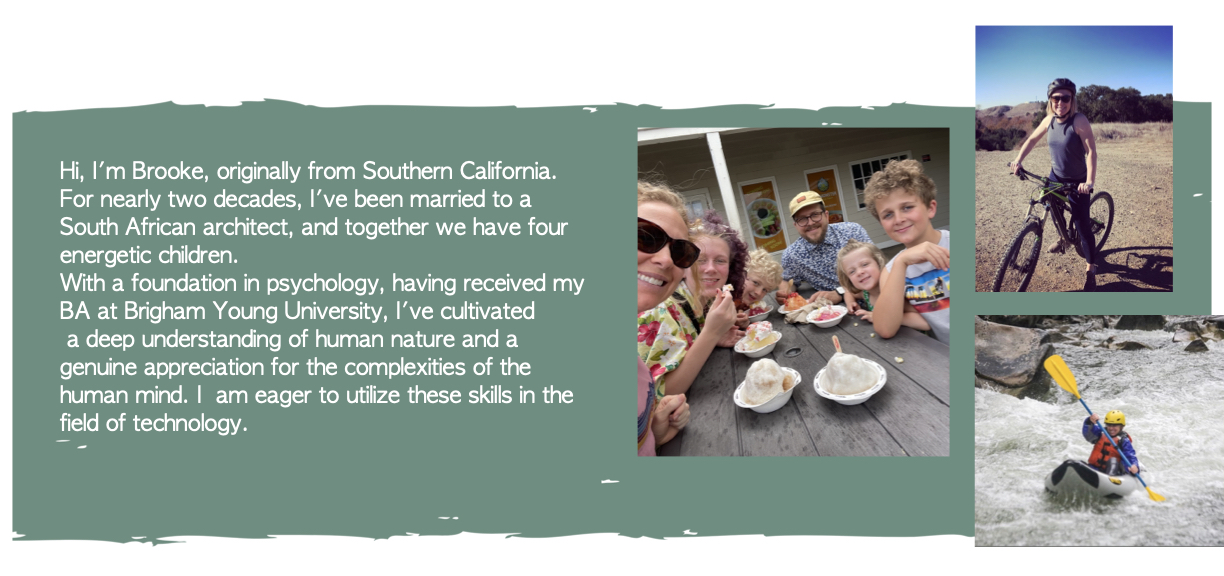 Hi, I'm Brooke, originally from Southern California.
For nearly two decades, I've been married to a
South African architect, and together we have four
energetic children.
With a foundation in psychology, having received my
BA at Brigham Young University, I've cultivated
a deep understanding of human nature and a
genuine appreciation for the complexities of the
human mind. I  am eager to utilize these skills in the
field of technology.